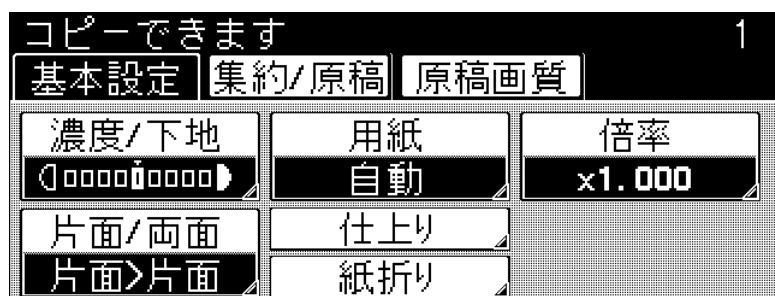 コピーできます 1
基本設定 集約/原稿 原稿画質
濃度/下地 用紙 倍率
自動 x1.000
片面/両面 仕上り
片面>片面 紙折り